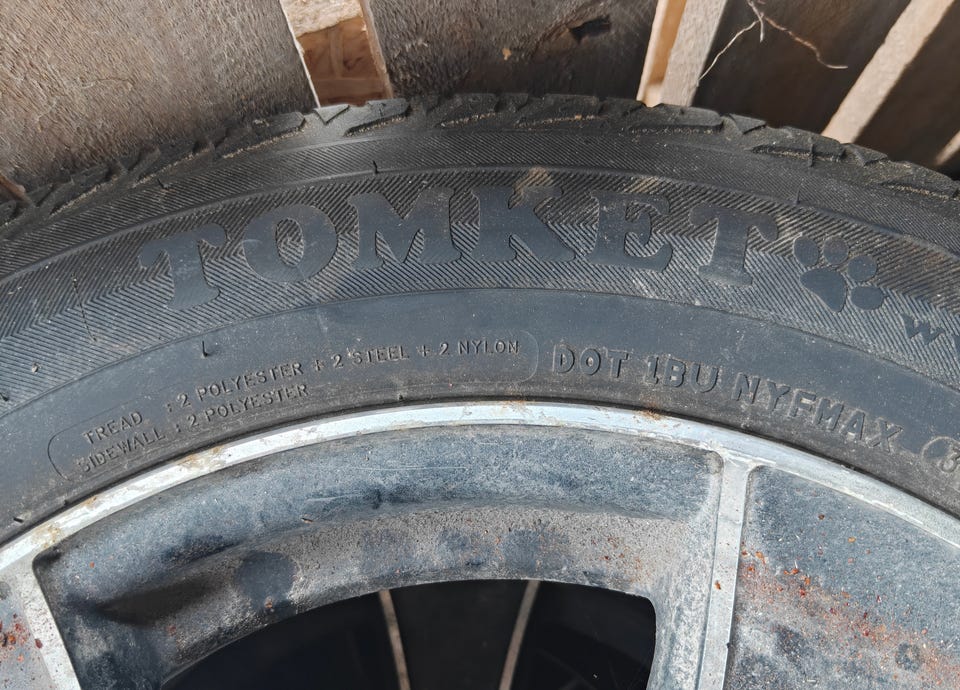 TOMKET
TREAD : 2 POLYESTER + 2 STEEL + 2 NYLON
SIDEWALL : 2 POLYESTER
DOT 1BU NYFMAX